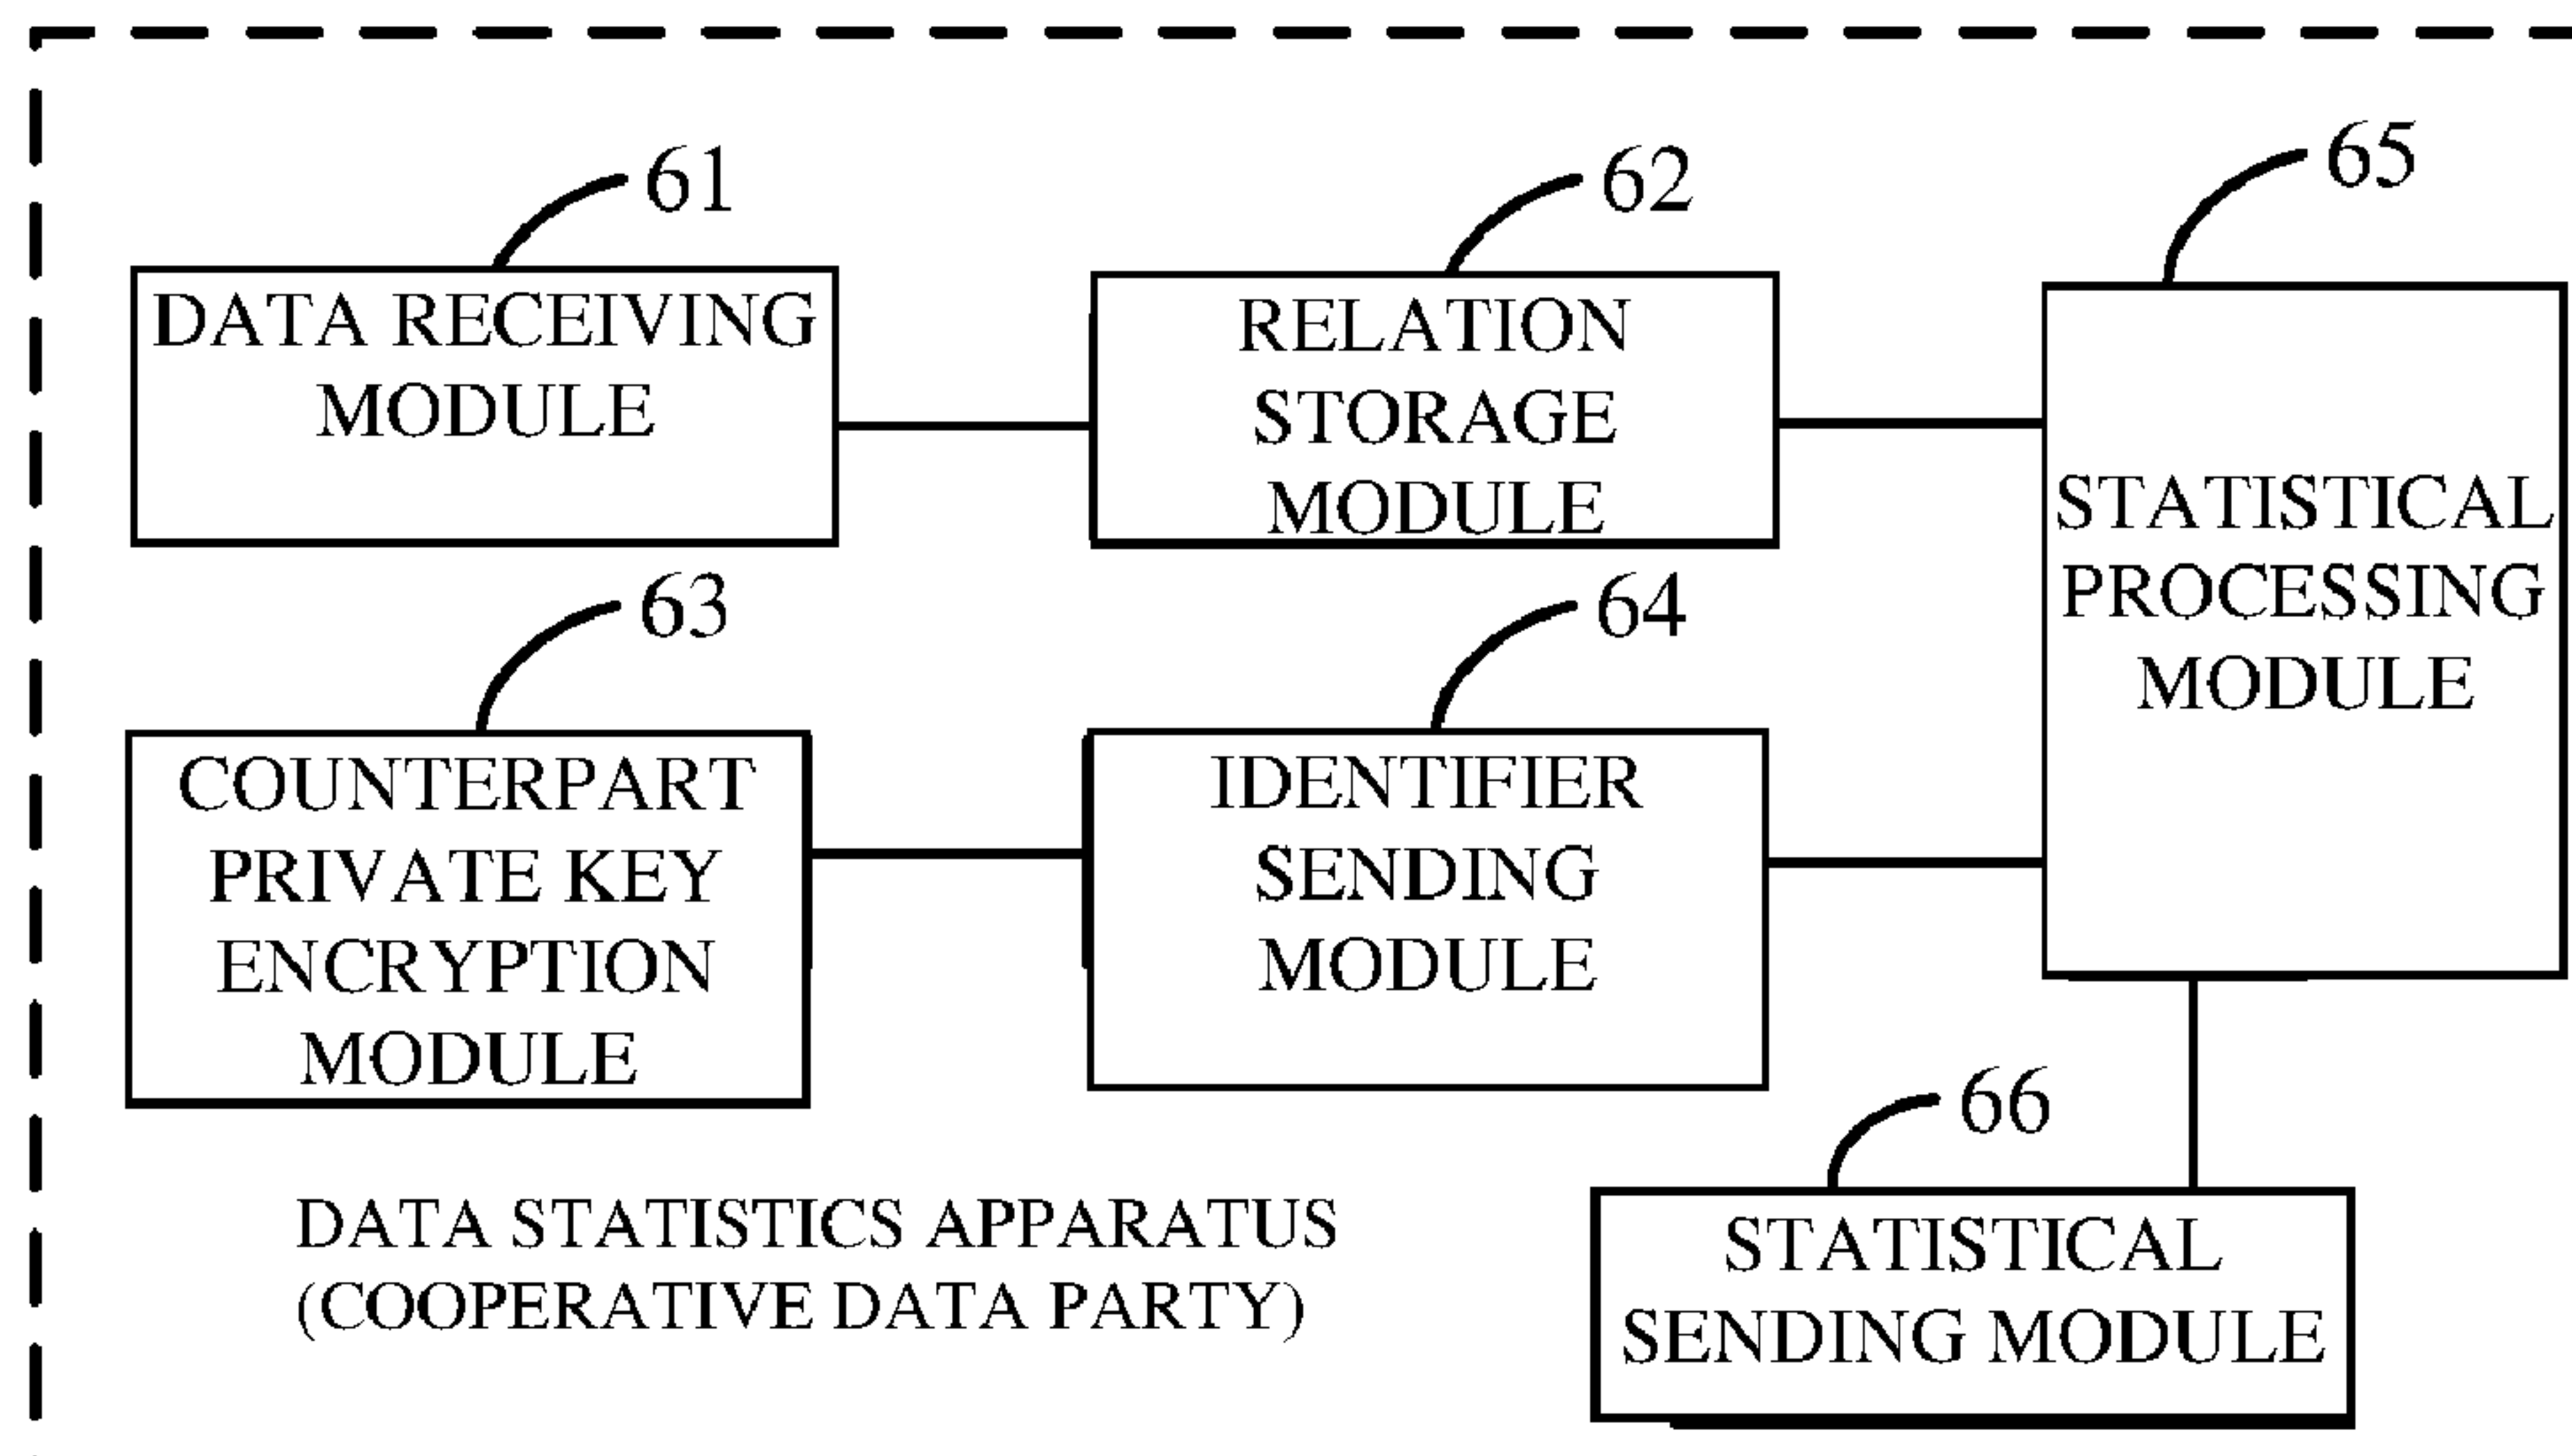 61
DATA RECEIVING
MODULE
62
RELATION
STORAGE
MODULE
65
STATISTICAL
PROCESSING
MODULE
63
COUNTERPART
PRIVATE KEY
ENCRYPTION
MODULE
64
IDENTIFIER
SENDING
MODULE
66
STATISTICAL
SENDING MODULE
DATA STATISTICS APPARATUS
(COOPERATIVE DATA PARTY)